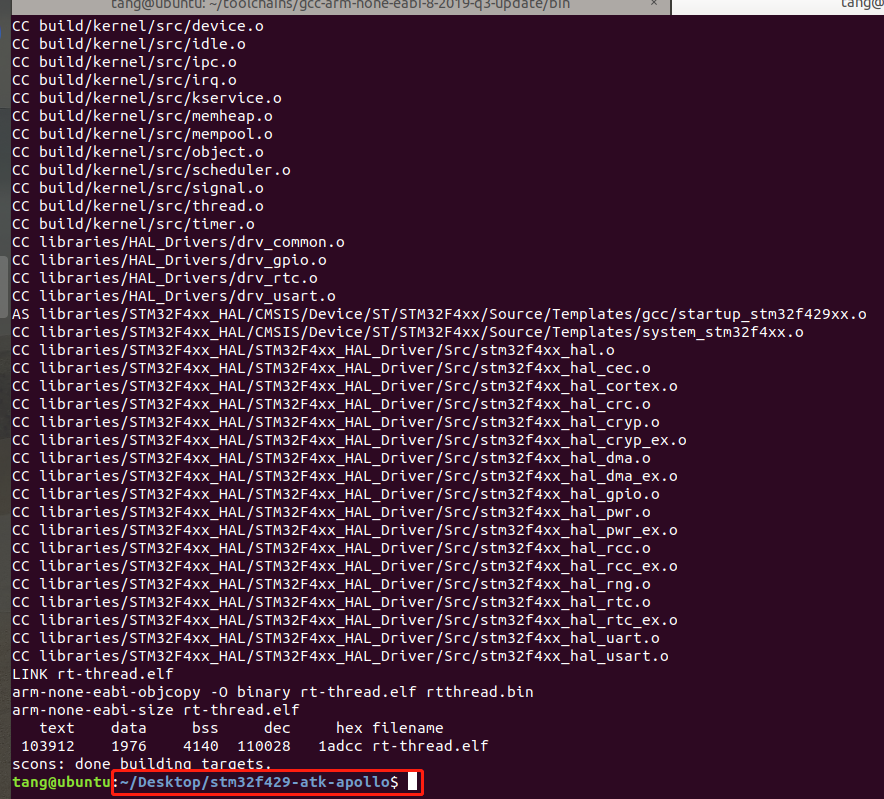 tang@ubuntu: ~/toolchains/gcc-arm-none-eabi-8-2019-q3-update/bin × tang@
CC build/kernel/src/device.o
CC build/kernel/src/idle.o
CC build/kernel/src/ipc.o
CC build/kernel/src/irq.o
CC build/kernel/src/kservice.o
CC build/kernel/src/memheap.o
CC build/kernel/src/mempool.o
CC build/kernel/src/object.o
CC build/kernel/src/scheduler.o
CC build/kernel/src/signal.o
CC build/kernel/src/thread.o
CC build/kernel/src/timer.o
CC libraries/HAL_Drivers/drv_common.o
CC libraries/HAL_Drivers/drv_gpio.o
CC libraries/HAL_Drivers/drv_rtc.o
CC libraries/HAL_Drivers/drv_usart.o
AS libraries/STM32F4xx_HAL/CMSIS/Device/ST/STM32F4xx/Source/Templates/gcc/startup_stm32f429xx.o
CC libraries/STM32F4xx_HAL/CMSIS/Device/ST/STM32F4xx/Source/Templates/system_stm32f4xx.o
CC libraries/STM32F4xx_HAL/STM32F4xx_HAL_Driver/Src/stm32f4xx_hal.o
CC libraries/STM32F4xx_HAL/STM32F4xx_HAL_Driver/Src/stm32f4xx_hal_cec.o
CC libraries/STM32F4xx_HAL/STM32F4xx_HAL_Driver/Src/stm32f4xx_hal_cortex.o
CC libraries/STM32F4xx_HAL/STM32F4xx_HAL_Driver/Src/stm32f4xx_hal_crc.o
CC libraries/STM32F4xx_HAL/STM32F4xx_HAL_Driver/Src/stm32f4xx_hal_cryp.o
CC libraries/STM32F4xx_HAL/STM32F4xx_HAL_Driver/Src/stm32f4xx_hal_cryp_ex.o
CC libraries/STM32F4xx_HAL/STM32F4xx_HAL_Driver/Src/stm32f4xx_hal_dma.o
CC libraries/STM32F4xx_HAL/STM32F4xx_HAL_Driver/Src/stm32f4xx_hal_dma_ex.o
CC libraries/STM32F4xx_HAL/STM32F4xx_HAL_Driver/Src/stm32f4xx_hal_gpio.o
CC libraries/STM32F4xx_HAL/STM32F4xx_HAL_Driver/Src/stm32f4xx_hal_pwr.o
CC libraries/STM32F4xx_HAL/STM32F4xx_HAL_Driver/Src/stm32f4xx_hal_pwr_ex.o
CC libraries/STM32F4xx_HAL/STM32F4xx_HAL_Driver/Src/stm32f4xx_hal_rcc.o
CC libraries/STM32F4xx_HAL/STM32F4xx_HAL_Driver/Src/stm32f4xx_hal_rcc_ex.o
CC libraries/STM32F4xx_HAL/STM32F4xx_HAL_Driver/Src/stm32f4xx_hal_rng.o
CC libraries/STM32F4xx_HAL/STM32F4xx_HAL_Driver/Src/stm32f4xx_hal_rtc.o
CC libraries/STM32F4xx_HAL/STM32F4xx_HAL_Driver/Src/stm32f4xx_hal_rtc_ex.o
CC libraries/STM32F4xx_HAL/STM32F4xx_HAL_Driver/Src/stm32f4xx_hal_uart.o
CC libraries/STM32F4xx_HAL/STM32F4xx_HAL_Driver/Src/stm32f4xx_hal_usart.o
LINK rt-thread.elf
arm-none-eabi-objcopy -O binary rt-thread.elf rtthread.bin
arm-none-eabi-size rt-thread.elf
   text    data     bss     dec     hex filename
 103912    1976    4140  110028   1adcc rt-thread.elf
scons: done building targets.
tang@ubuntu:~/Desktop/stm32f429-atk-apollo$